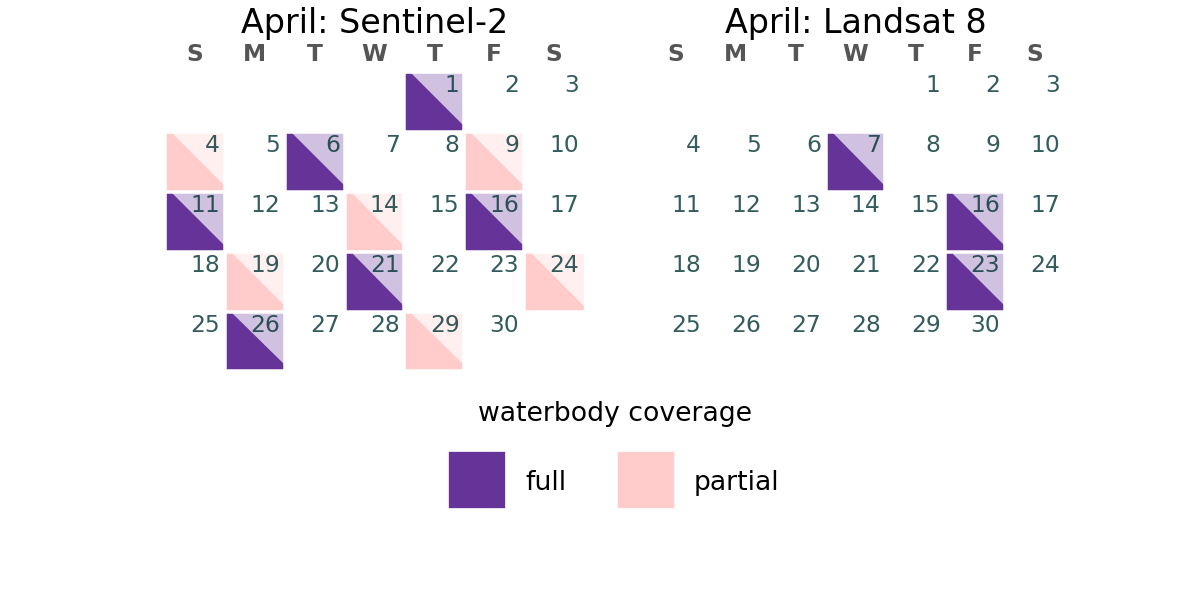 April: Sentinel-2
S M T W T F S
1 2 3
4 5 6 7 8 9 10
11 12 13 14 15 16 17
18 19 20 21 22 23 24
25 26 27 28 29 30
April: Landsat 8
S M T W T F S
1 2 3
4 5 6 7 8 9 10
11 12 13 14 15 16 17
18 19 20 21 22 23 24
25 26 27 28 29 30
waterbody coverage
full partial